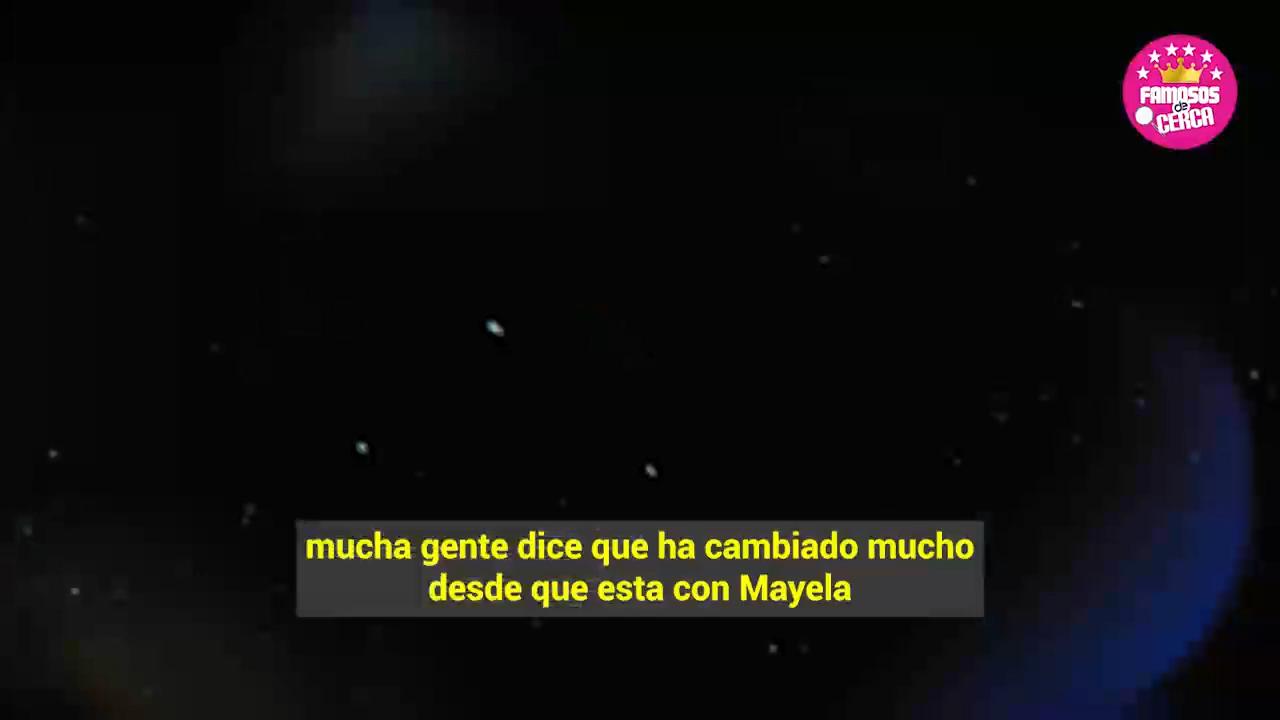 FAMOSOS
de
CERCA
mucha gente dice que ha cambiado mucho
desde que esta con Mayela